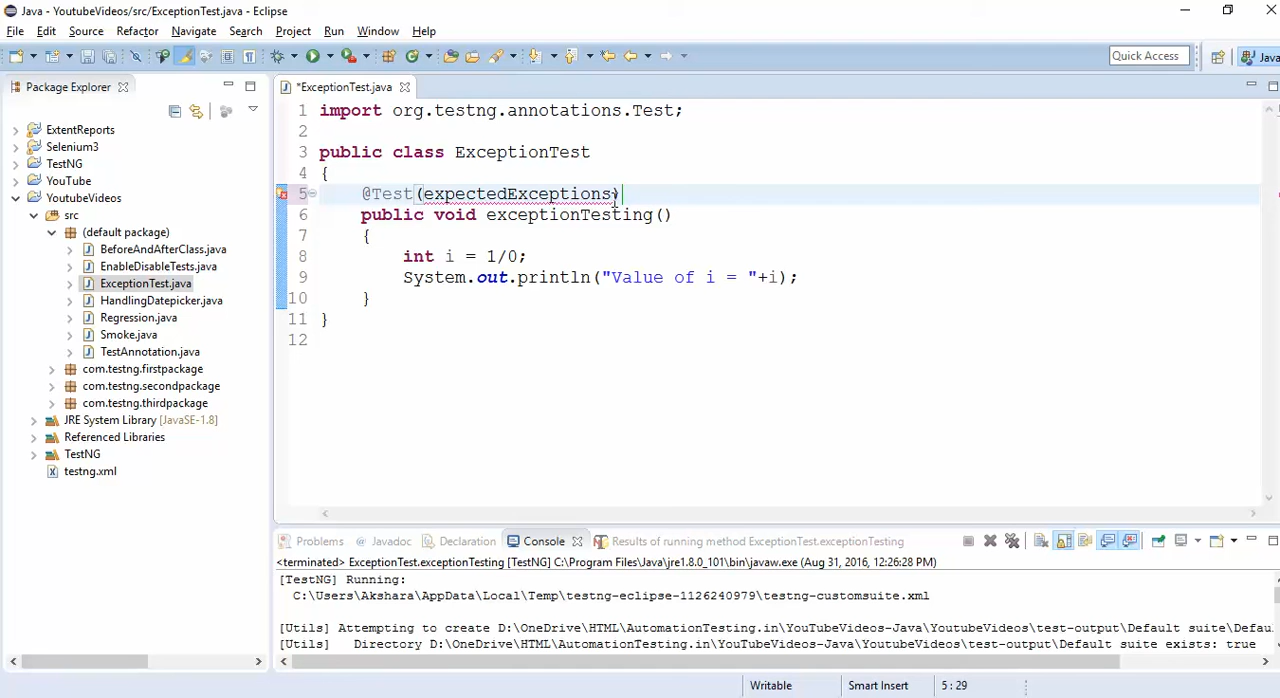 Java - YoutubeVideos/src/ExceptionTest.java - Eclipse
File Edit Source Refactor Navigate Search Project Run Window Help
Quick Access Java
Package Explorer
*ExceptionTest.java
ExtentReports
Selenium3
TestNG
YouTube
YoutubeVideos
src
(default package)
BeforeAndAfterClass.java
EnableDisableTests.java
ExceptionTest.java
HandlingDatepicker.java
Regression.java
Smoke.java
TestAnnotation.java
com.testng.firstpackage
com.testng.secondpackage
com.testng.thirdpackage
JRE System Library [JavaSE-1.8]
Referenced Libraries
TestNG
testng.xml
1 import org.testng.annotations.Test;
2
3 public class ExceptionTest
4 {
5 @Test(expectedExceptions)
6 public void exceptionTesting()
7 {
8 int i = 1/0;
9 System.out.println("Value of i = "+i);
10 }
11 }
12
Problems Javadoc Declaration Console Results of running method ExceptionTest.exceptionTesting
<terminated> ExceptionTest.exceptionTesting [TestNG] C:\Program Files\Java\jre1.8.0_101\bin\javaw.exe (Aug 31, 2016, 12:26:28 PM)
[TestNG] Running:
C:\Users\Akshara\AppData\Local\Temp\testng-eclipse-1126240979\testng-customsuite.xml
[Utils] Attempting to create D:\OneDrive\HTML\AutomationTesting.in\YouTubeVideos-Java\YoutubeVideos\test-output\Default suite\Defau
[Utils] Directory D:\OneDrive\HTML\AutomationTesting.in\YouTubeVideos-Java\YoutubeVideos\test-output\Default suite exists: true
Writable Smart Insert 5 : 29